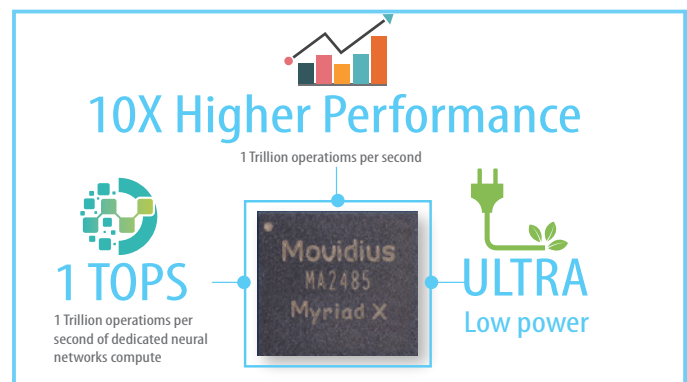 10X Higher Performance
1 Trillion operatioms per second
Movidius
MA2485
Myriad X
1 TOPS
1 Trillion operatioms per
second of dedicated neural
networks compute
ULTRA
Low power